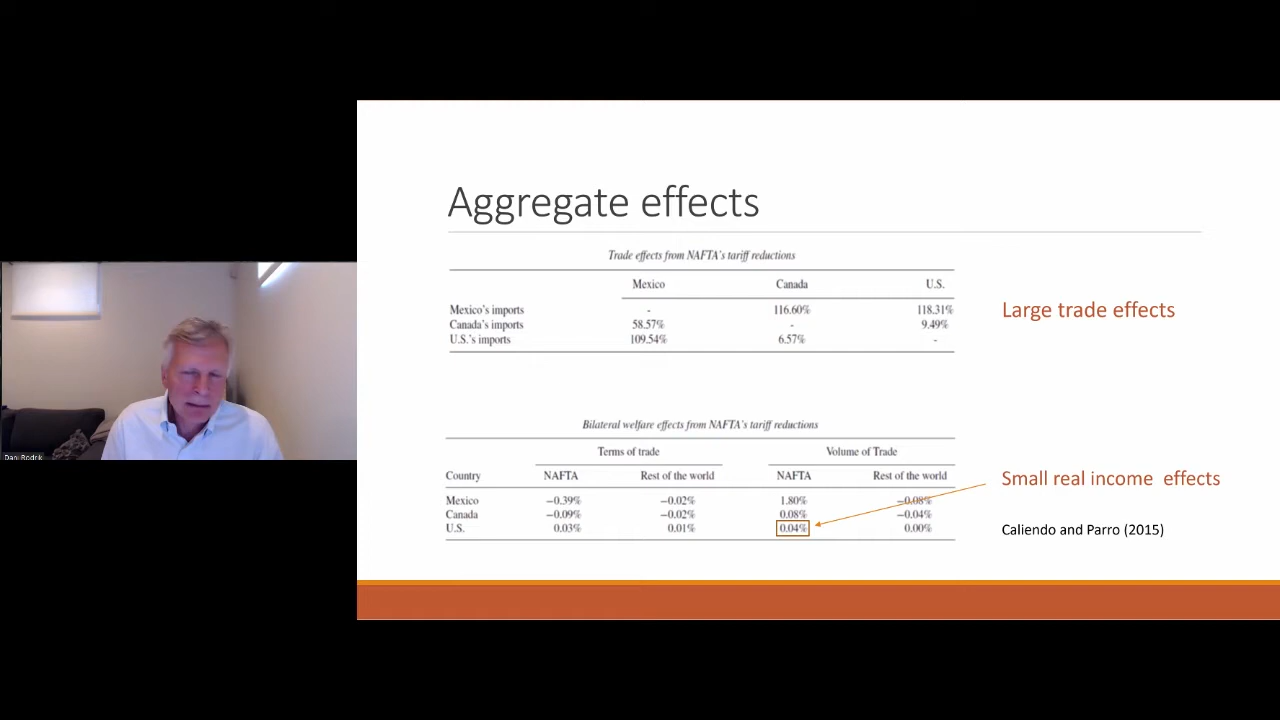 Aggregate effects
Trade effects from NAFTA's tariff reductions
Mexico Canada U.S.
Mexico's imports - 116.60% 118.31%
Canada's imports 58.57% - 9.49%
U.S.'s imports 109.54% 6.57% -
Large trade effects
Bilateral welfare effects from NAFTA's tariff reductions
Terms of trade Volume of Trade
Country NAFTA Rest of the world NAFTA Rest of the world
Mexico −0.39% −0.02% 1.80% −0.08%
Canada −0.09% −0.02% 0.08% −0.04%
U.S. 0.03% 0.01% 0.04% 0.00%
Small real income effects
Caliendo and Parro (2015)
Dani Rodrik